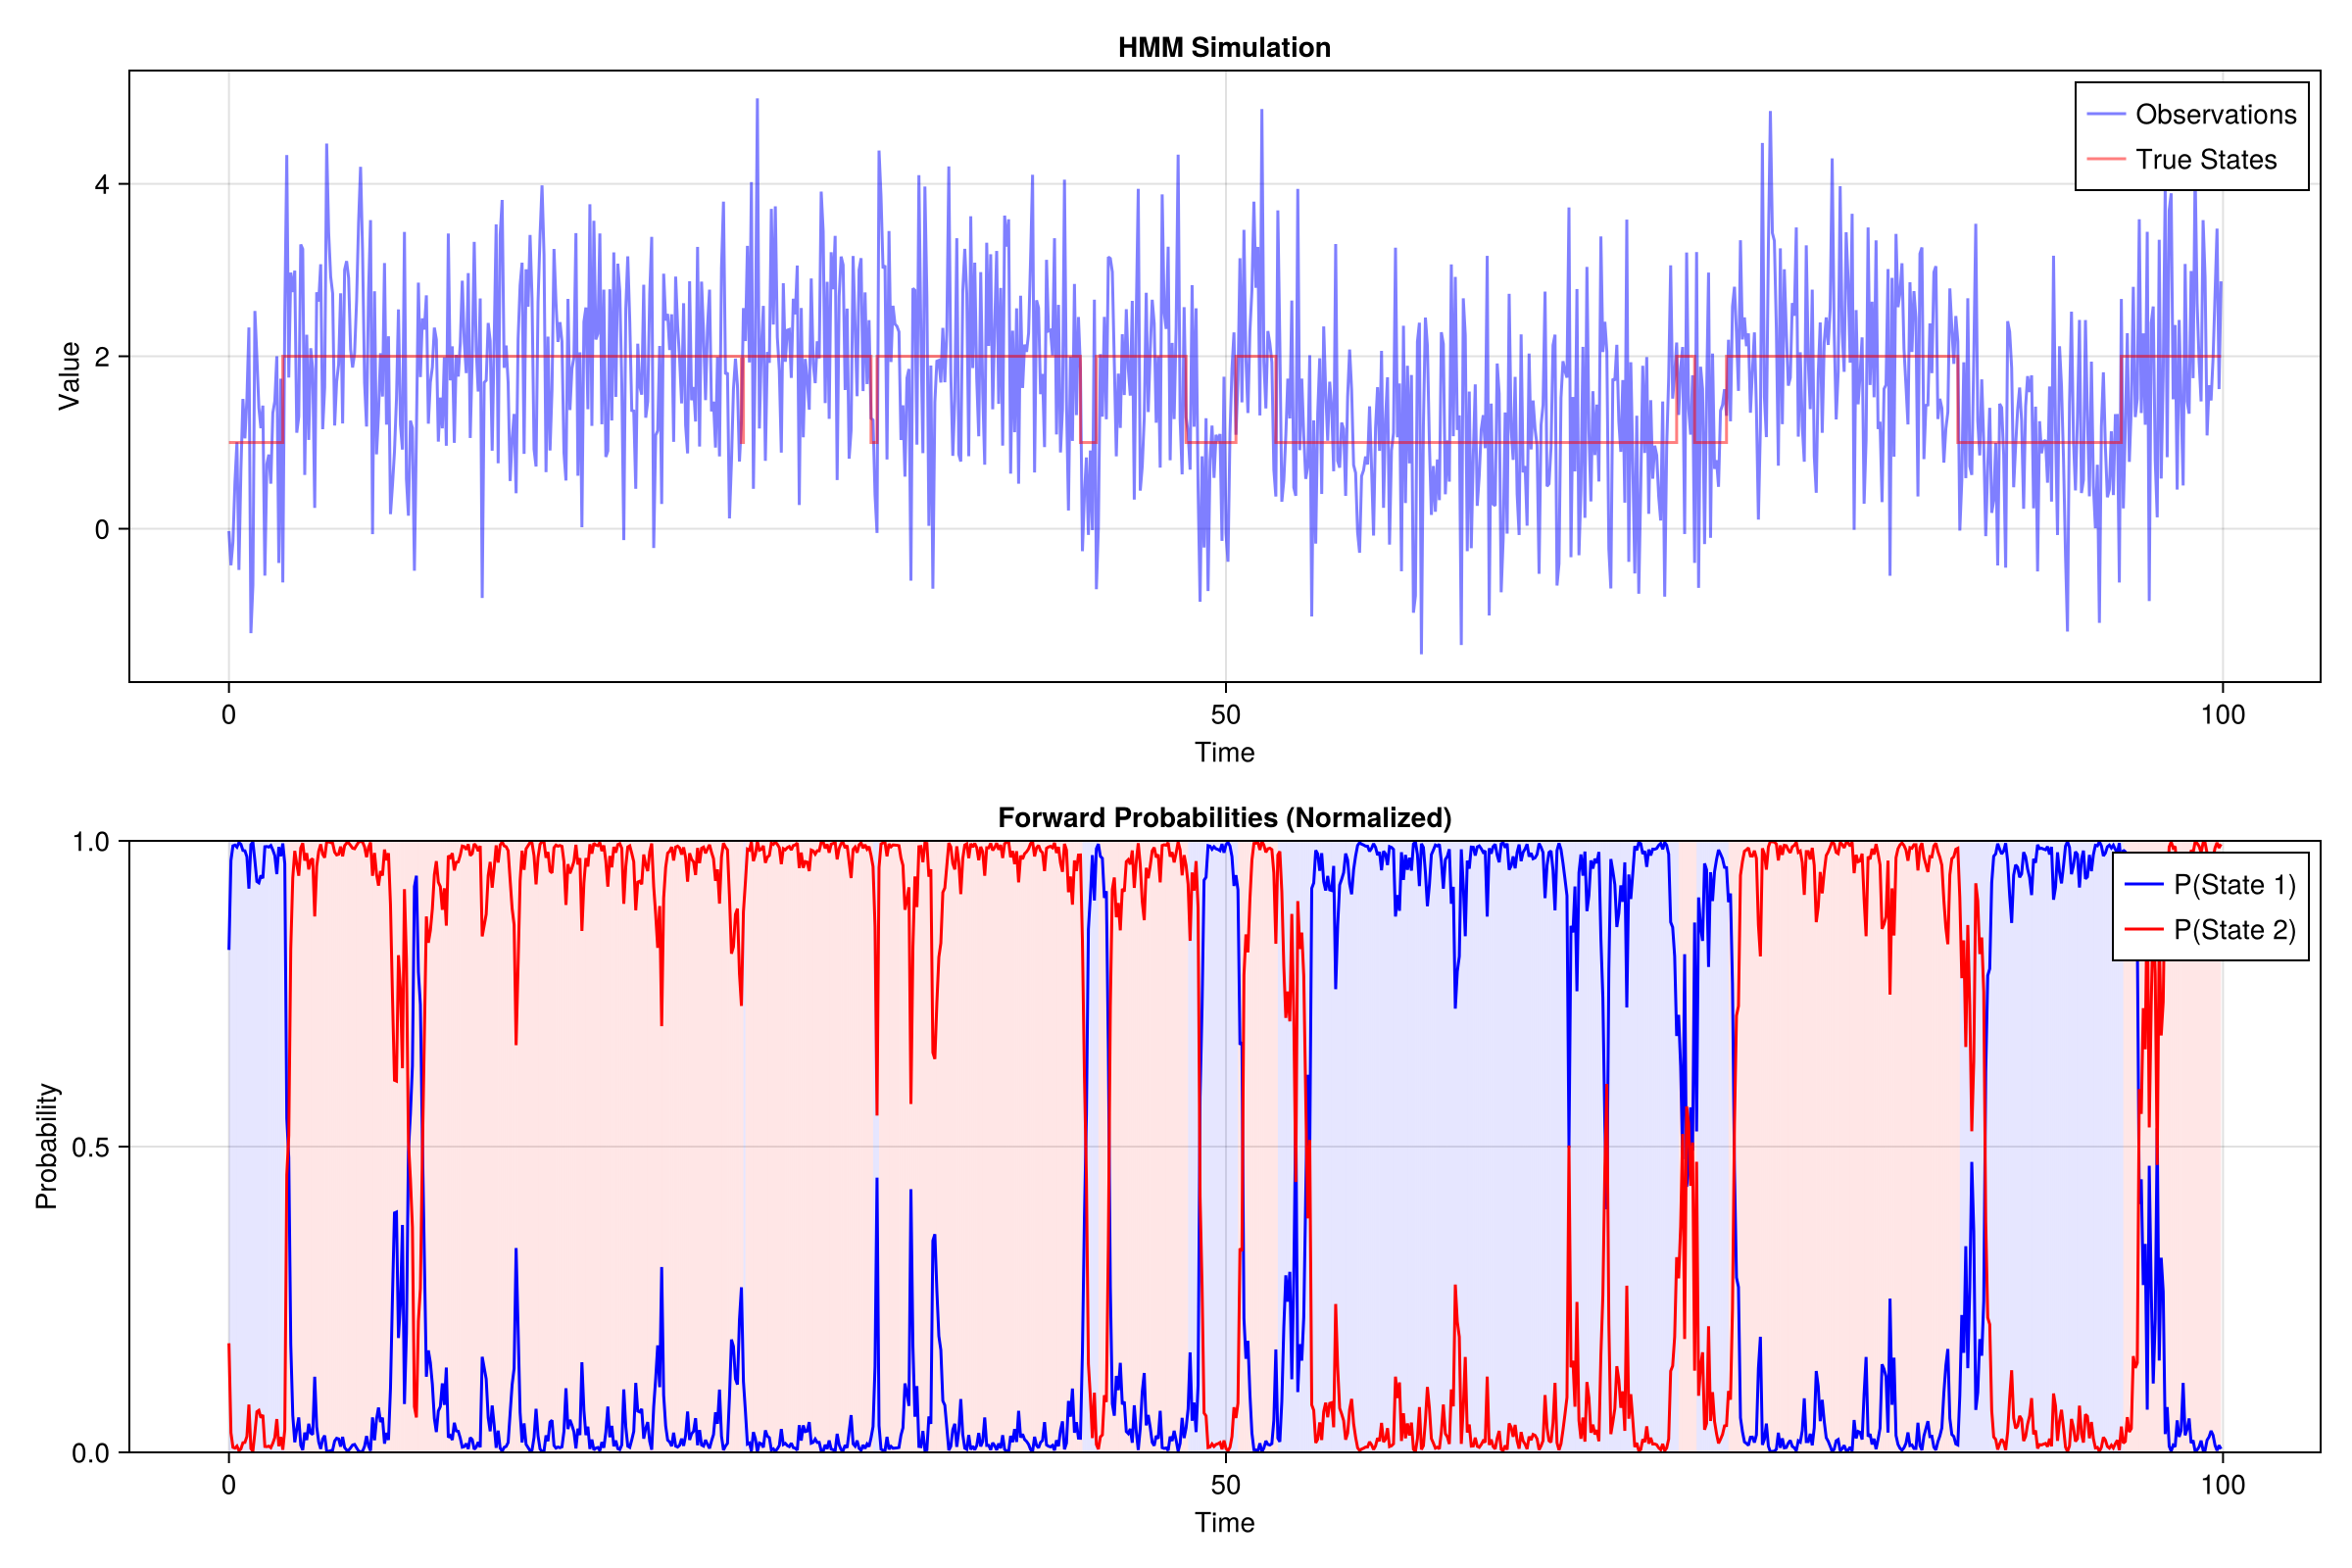 HMM Simulation
Observations
True States
4
2
0
Value
0
50
100
Time
Forward Probabilities (Normalized)
1.0
P(State 1)
P(State 2)
0.5
0.0
Probability
0
50
100
Time